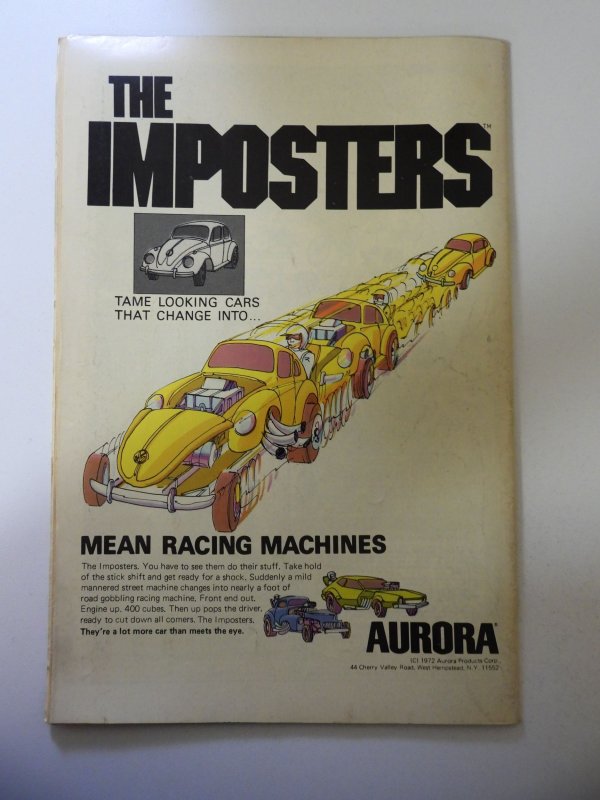 THE
IMPOSTERS™
TAME LOOKING CARS
THAT CHANGE INTO...
MEAN RACING MACHINES
The Imposters. You have to see them do their stuff. Take hold
of the stick shift and get ready for a shock. Suddenly a mild
mannered street machine changes into nearly a foot of
road gobbling racing machine. Front end out.
Engine up. 400 cubes. Then up pops the driver,
ready to cut down all comers. The Imposters.
They're a lot more car than meets the eye.
AURORA®
(C) 1972 Aurora Products Corp.,
44 Cherry Valley Road, West Hempstead, N.Y. 11552